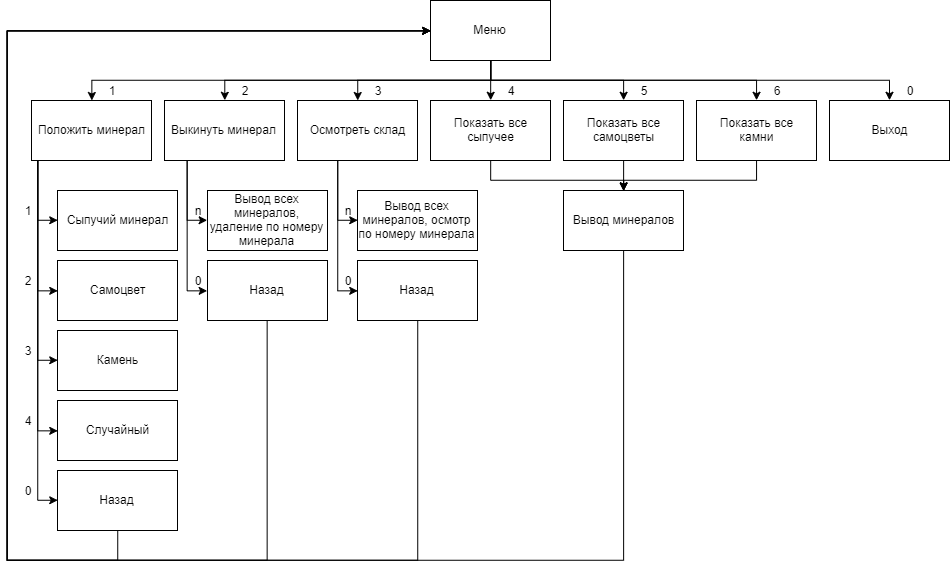 Меню
1
2
3
4
5
6
0
Положить минерал
Выкинуть минерал
Осмотреть склад
Показать все
сыпучее
Показать все
самоцветы
Показать все
камни
Выход
1
Сыпучий минерал
2
Самоцвет
3
Камень
4
Случайный
0
Назад
n
Вывод всех
минералов,
удаление по номеру
минерала
0
Назад
n
Вывод всех
минералов, осмотр
по номеру минерала
0
Назад
Вывод минералов